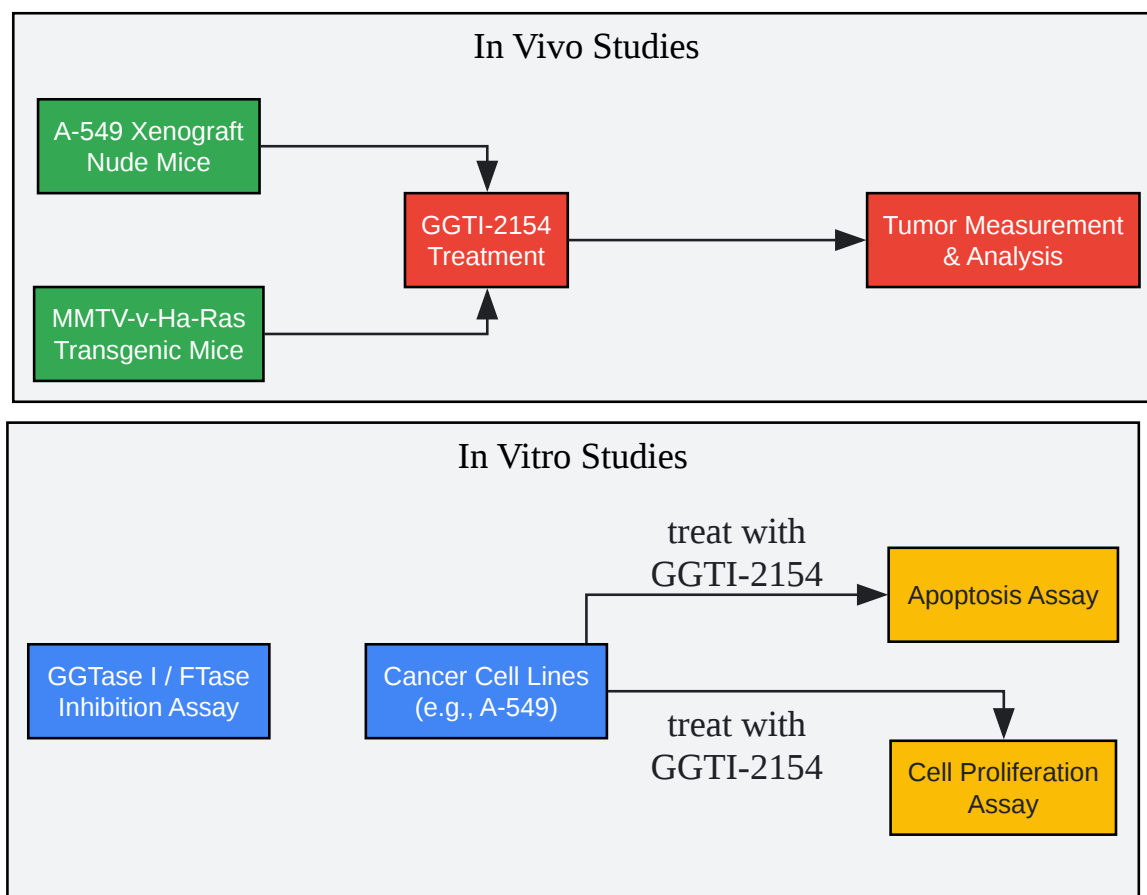 In Vivo Studies
A-549 Xenograft
Nude Mice
GGTI-2154
Treatment
Tumor Measurement
& Analysis
MMTV-v-Ha-Ras
Transgenic Mice
In Vitro Studies
treat with
GGTI-2154
Apoptosis Assay
GGTase I / FTase
Inhibition Assay
Cancer Cell Lines
(e.g., A-549)
treat with
GGTI-2154
Cell Proliferation
Assay